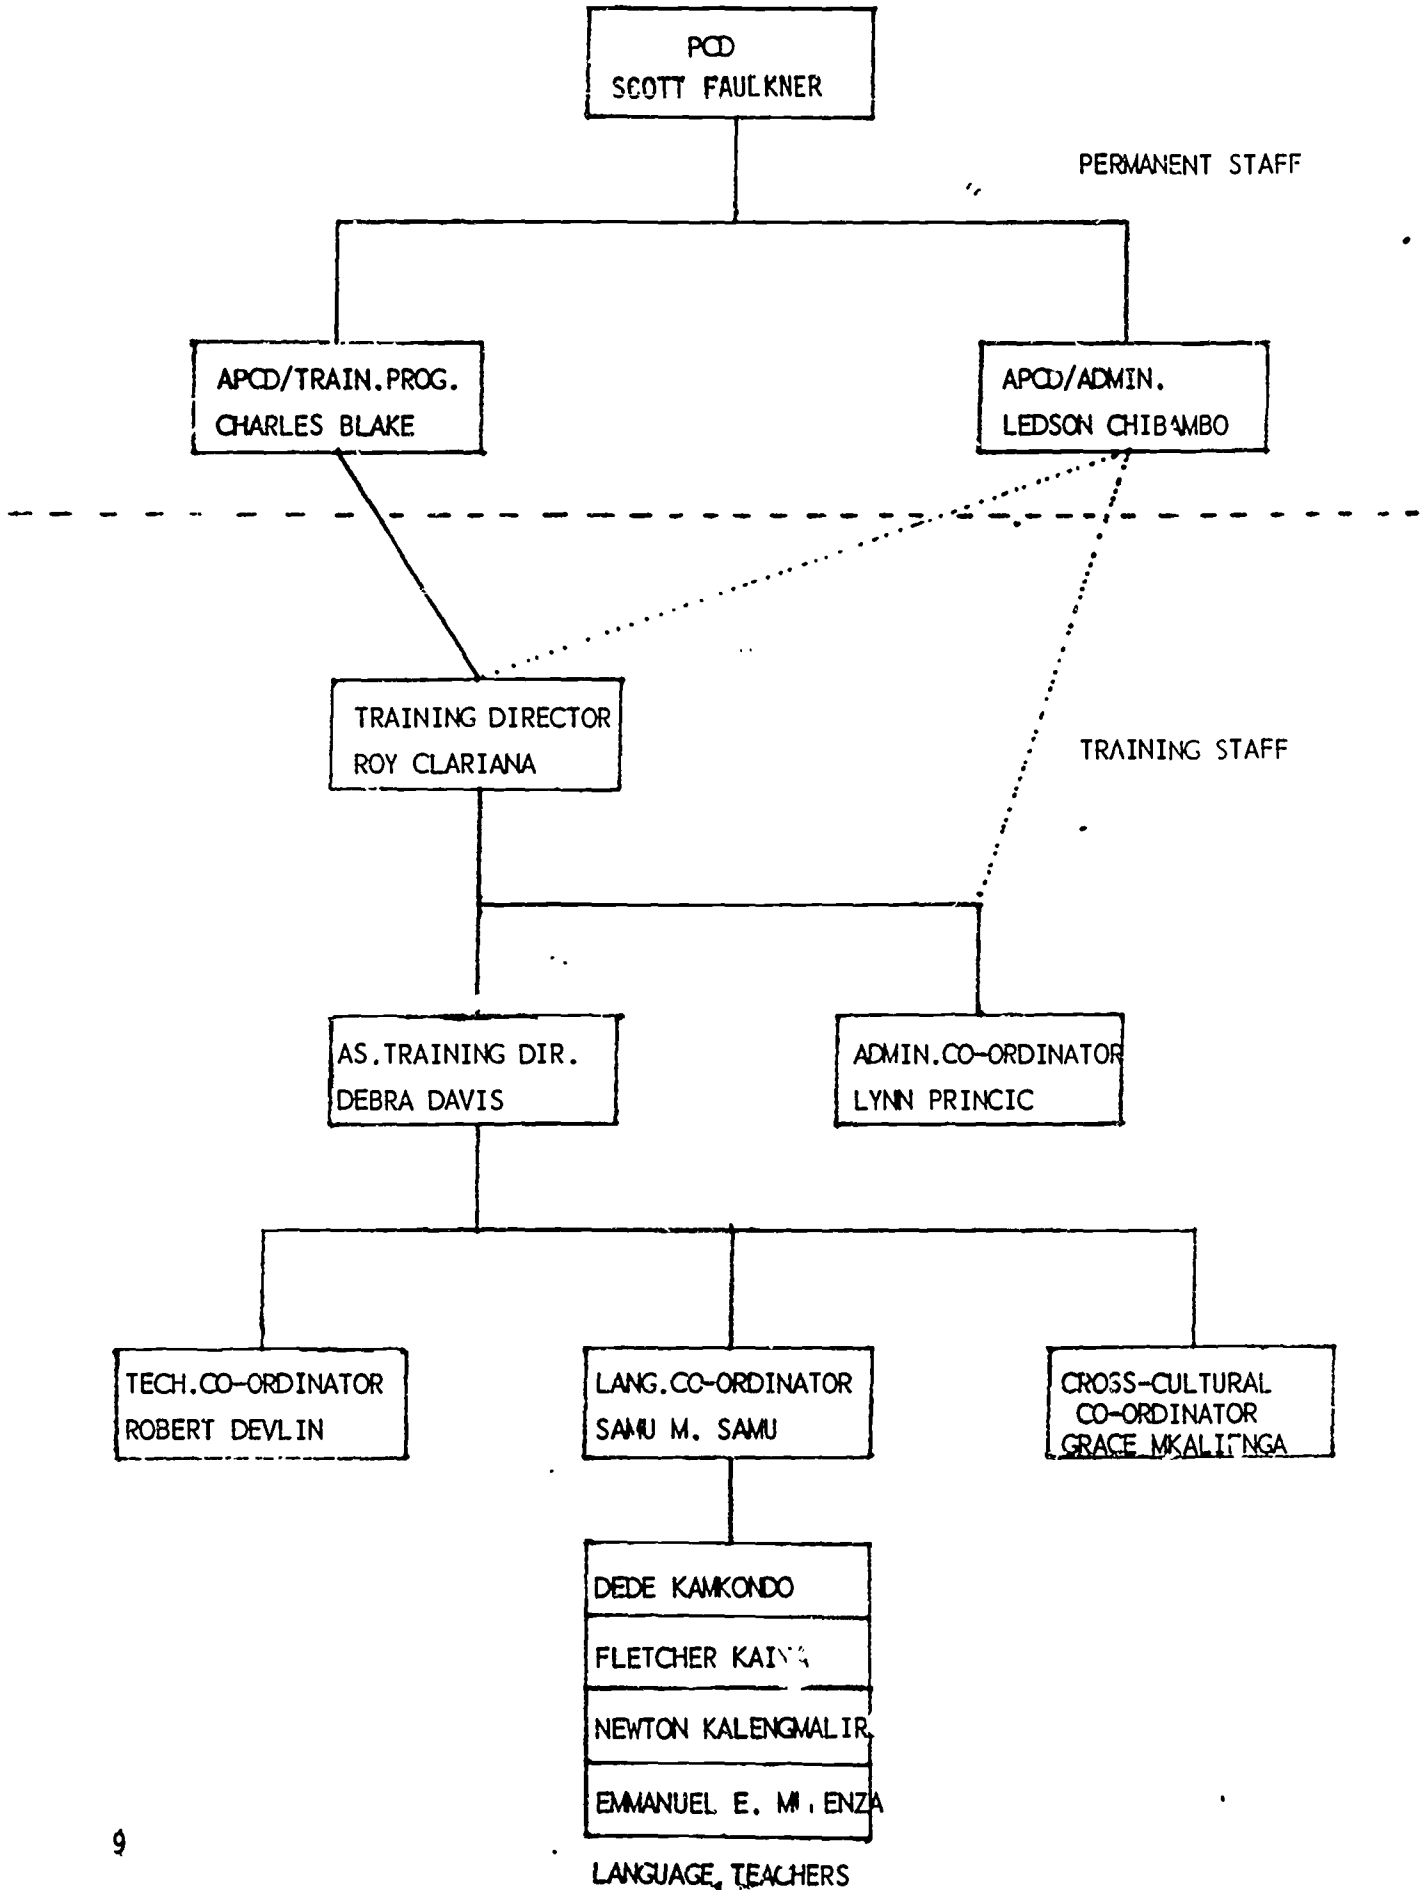 PCD
SCOTT FAULKNER
PERMANENT STAFF
APCD/TRAIN.PROG.
CHARLES BLAKE
APCD/ADMIN.
LEDSON CHIBAMBO
TRAINING DIRECTOR
ROY CLARIANA
TRAINING STAFF
AS.TRAINING DIR.
DEBRA DAVIS
ADMIN.CO-ORDINATOR
LYNN PRINCIC
TECH.CO-ORDINATOR
ROBERT DEVLIN
LANG.CO-ORDINATOR
SAMU M. SAMU
CROSS-CULTURAL
CO-ORDINATOR
GRACE
DEDE KAMKONDO
FLETCHER
NEWTON
EMMANUEL E.
LANGUAGE TEACHERS
9